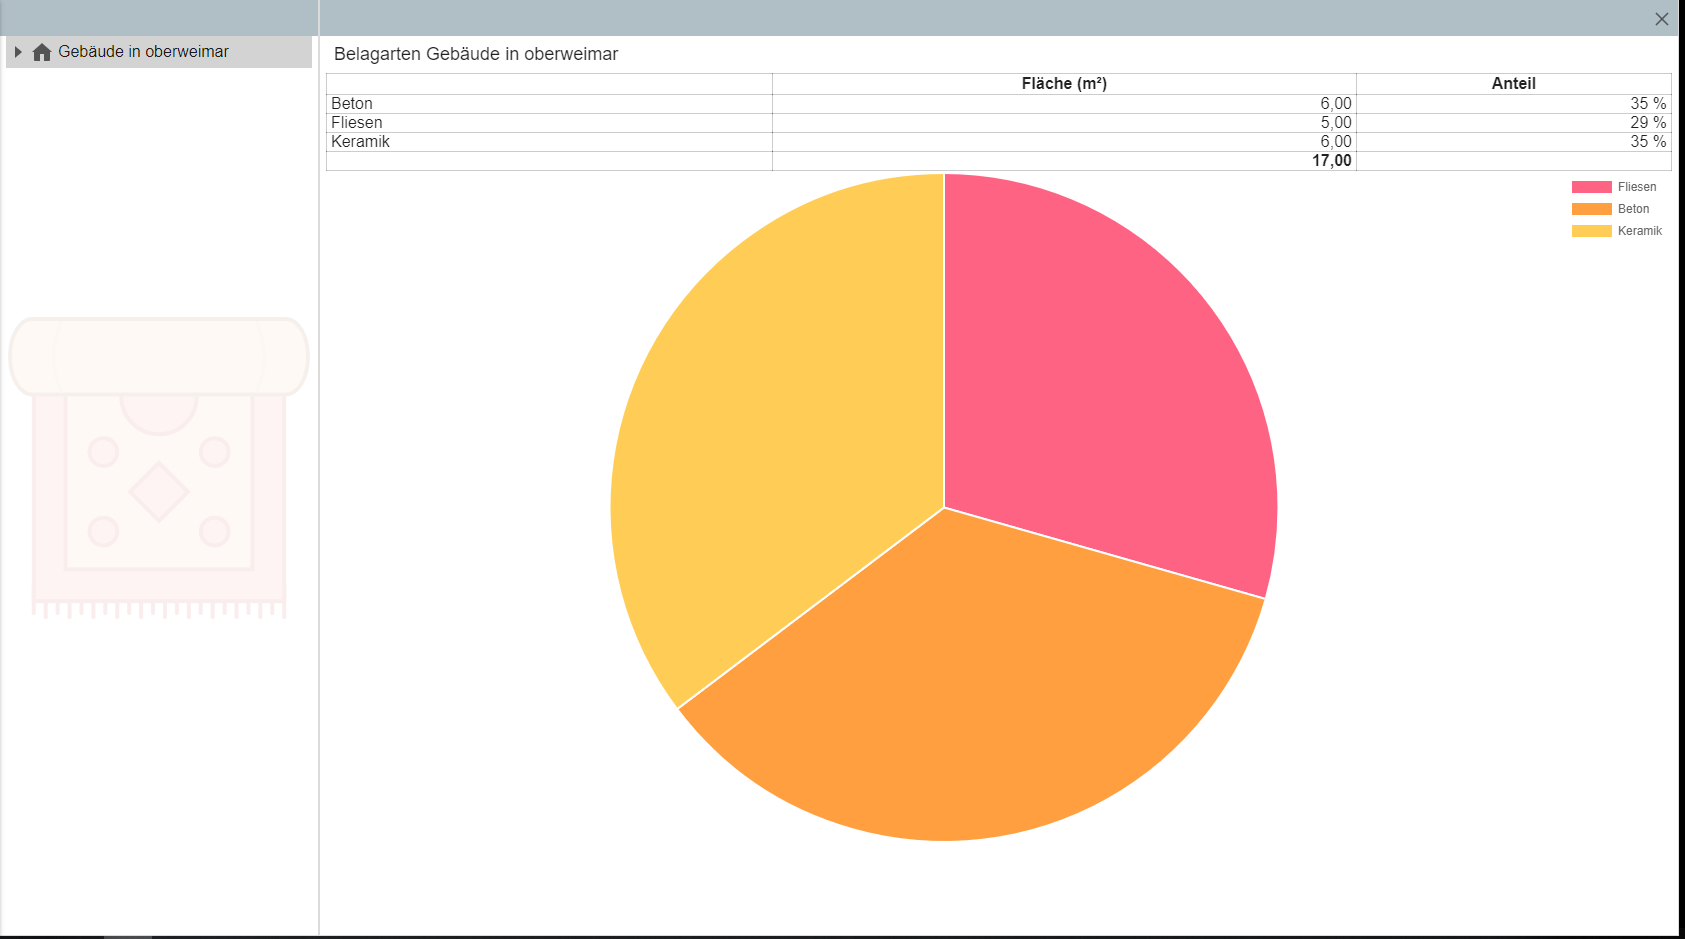 Gebäude in oberweimar
Belagarten Gebäude in oberweimar
Fläche (m²) Anteil
Beton 6,00 35 %
Fliesen 5,00 29 %
Keramik 6,00 35 %
17,00
Fliesen
Beton
Keramik